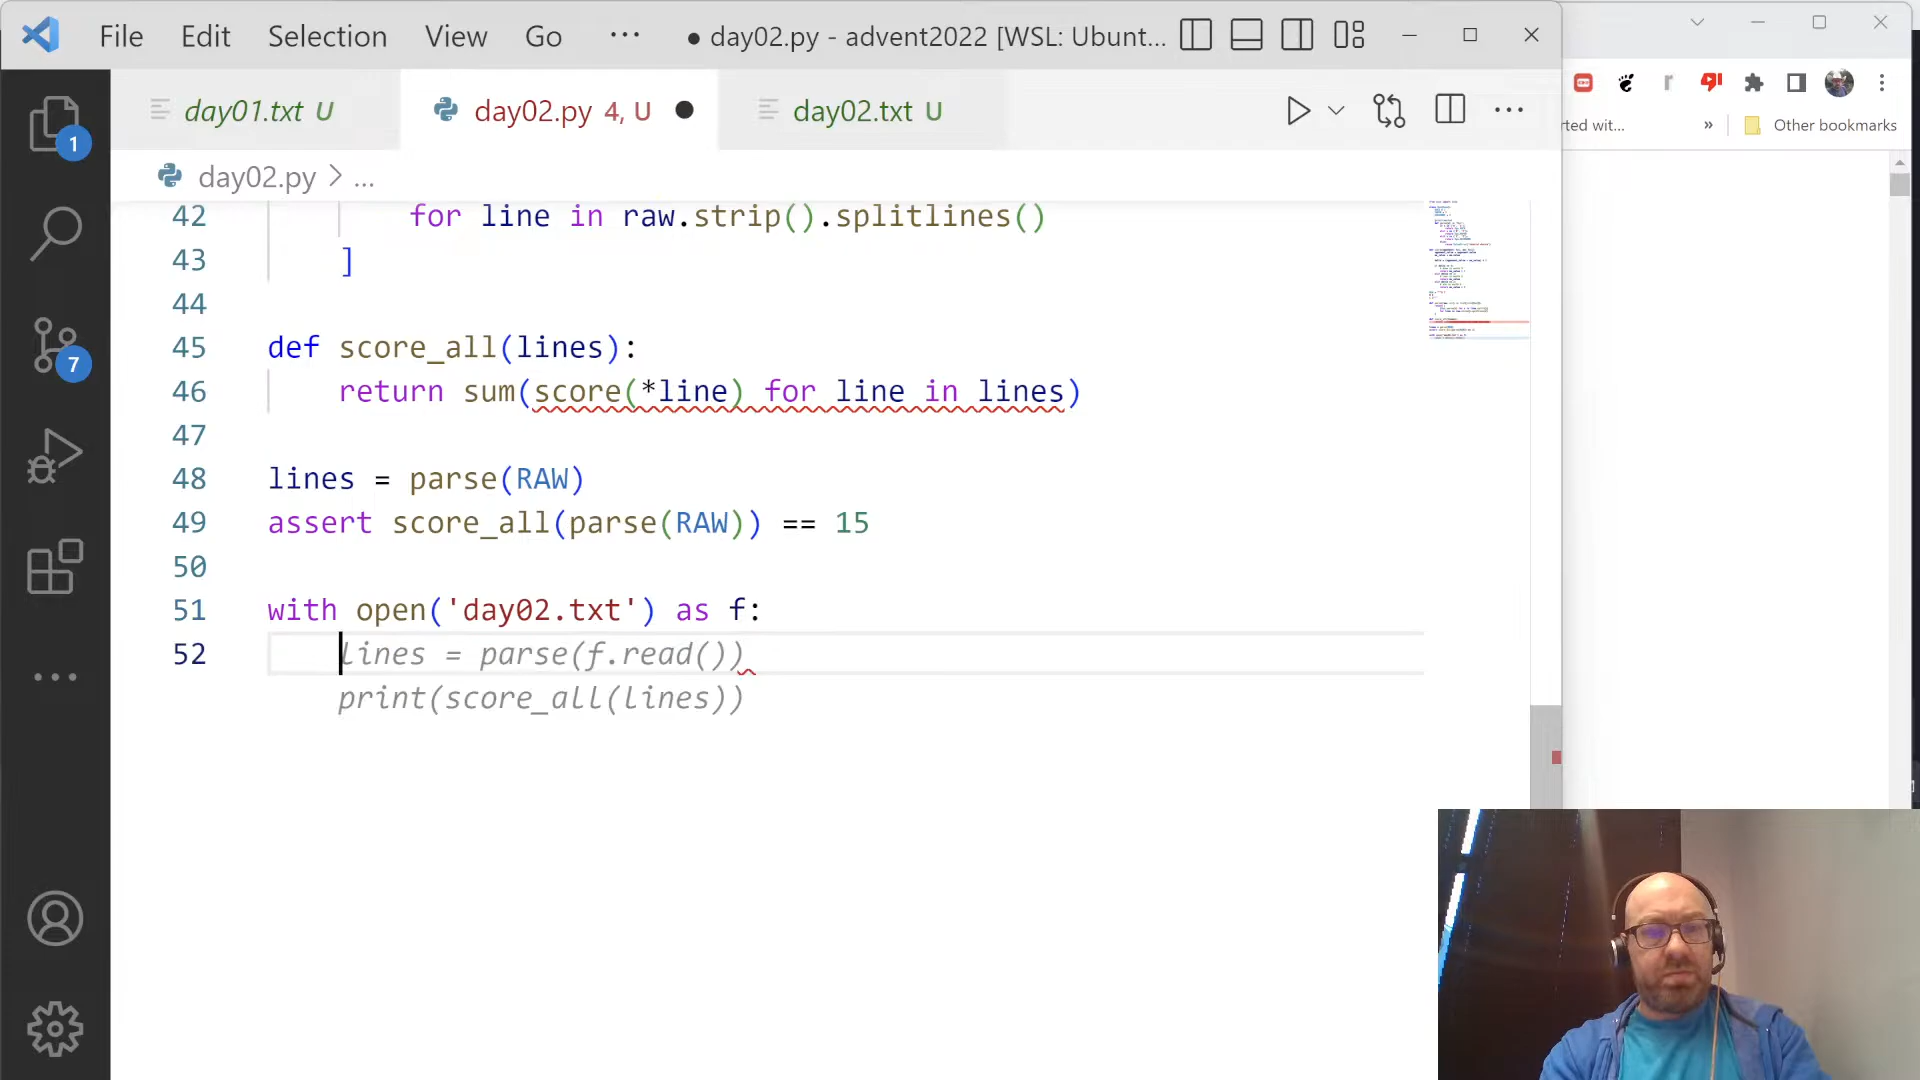 File Edit Selection View Go ··· ● day02.py - advent2022 [WSL: Ubunt...
day01.txt U day02.py 4, U ● day02.txt U
rted wit... » Other bookmarks
day02.py > ...
1
7
42 for line in raw.strip().splitlines()
43 ]
44
45 def score_all(lines):
46 return sum(score(*line) for line in lines)
47
48 lines = parse(RAW)
49 assert score_all(parse(RAW)) == 15
50
51 with open('day02.txt') as f:
52 lines = parse(f.read())
print(score_all(lines))